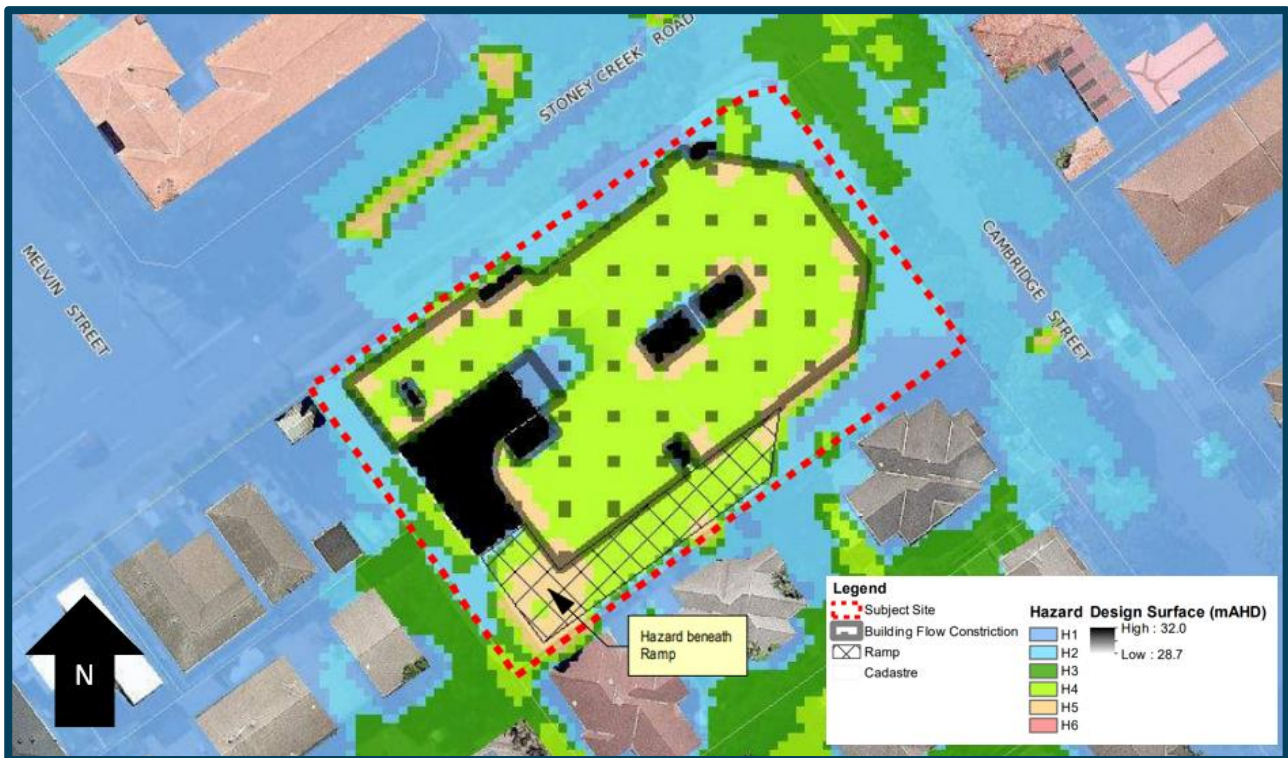 STONEY CREEK ROAD
MELVIN STREET
CAMBRIDGE STREET
Hazard beneath
Ramp
N
Legend
Subject Site
Building Flow Constriction
Ramp
Cadastre
Hazard
H1
H2
H3
H4
H5
H6
Design Surface (mAHD)
High : 32.0
Low : 28.7